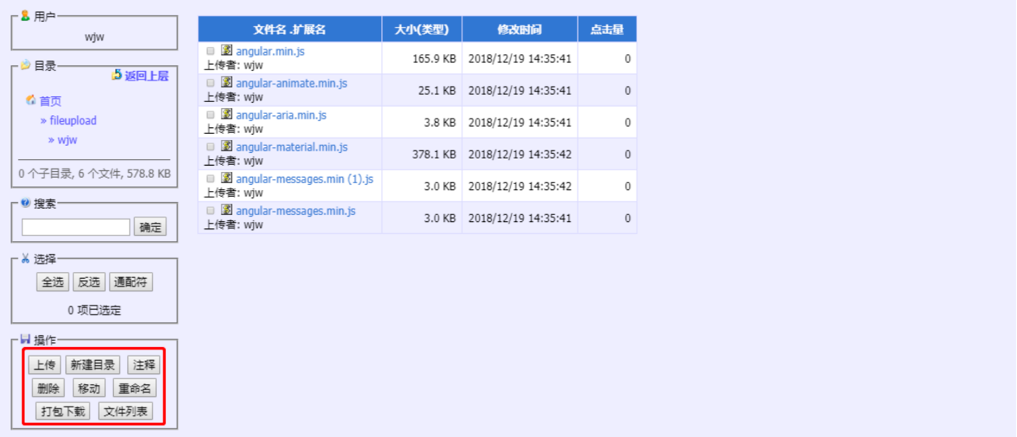 用户
wjw
目录
返回上层
首页
» fileupload
» wjw
0 个子目录, 6 个文件, 578.8 KB
搜索
确定
选择
全选 反选 通配符
0 项已选定
操作
上传 新建目录 注释
删除 移动 重命名
打包下载 文件列表
文件名 .扩展名 大小(类型) 修改时间 点击量
angular.min.js 165.9 KB 2018/12/19 14:35:41 0
上传者: wjw
angular-animate.min.js 25.1 KB 2018/12/19 14:35:41 0
上传者: wjw
angular-aria.min.js 3.8 KB 2018/12/19 14:35:41 0
上传者: wjw
angular-material.min.js 378.1 KB 2018/12/19 14:35:42 0
上传者: wjw
angular-messages.min (1).js 3.0 KB 2018/12/19 14:35:42 0
上传者: wjw
angular-messages.min.js 3.0 KB 2018/12/19 14:35:41 0
上传者: wjw